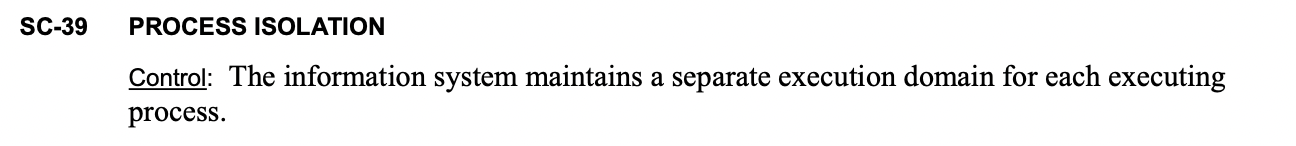 SC-39 PROCESS ISOLATION
Control: The information system maintains a separate execution domain for each executing
process.